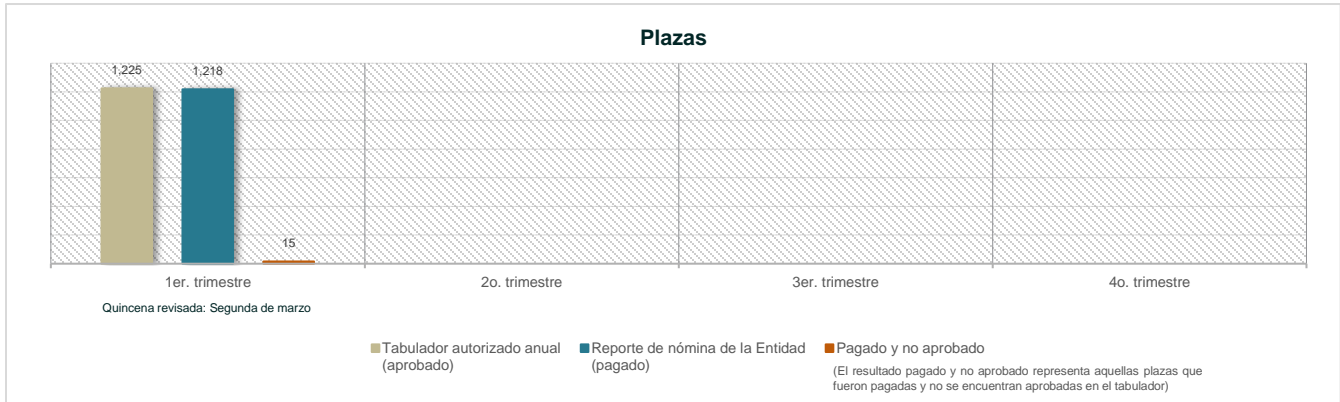 Plazas
1,225
1,218
15
1er. trimestre
2o. trimestre
3er. trimestre
4o. trimestre
Quincena revisada: Segunda de marzo
Tabulador autorizado anual
(aprobado)
Reporte de nómina de la Entidad
(pagado)
Pagado y no aprobado
(El resultado pagado y no aprobado representa aquellas plazas que
fueron pagadas y no se encuentran aprobadas en el tabulador)